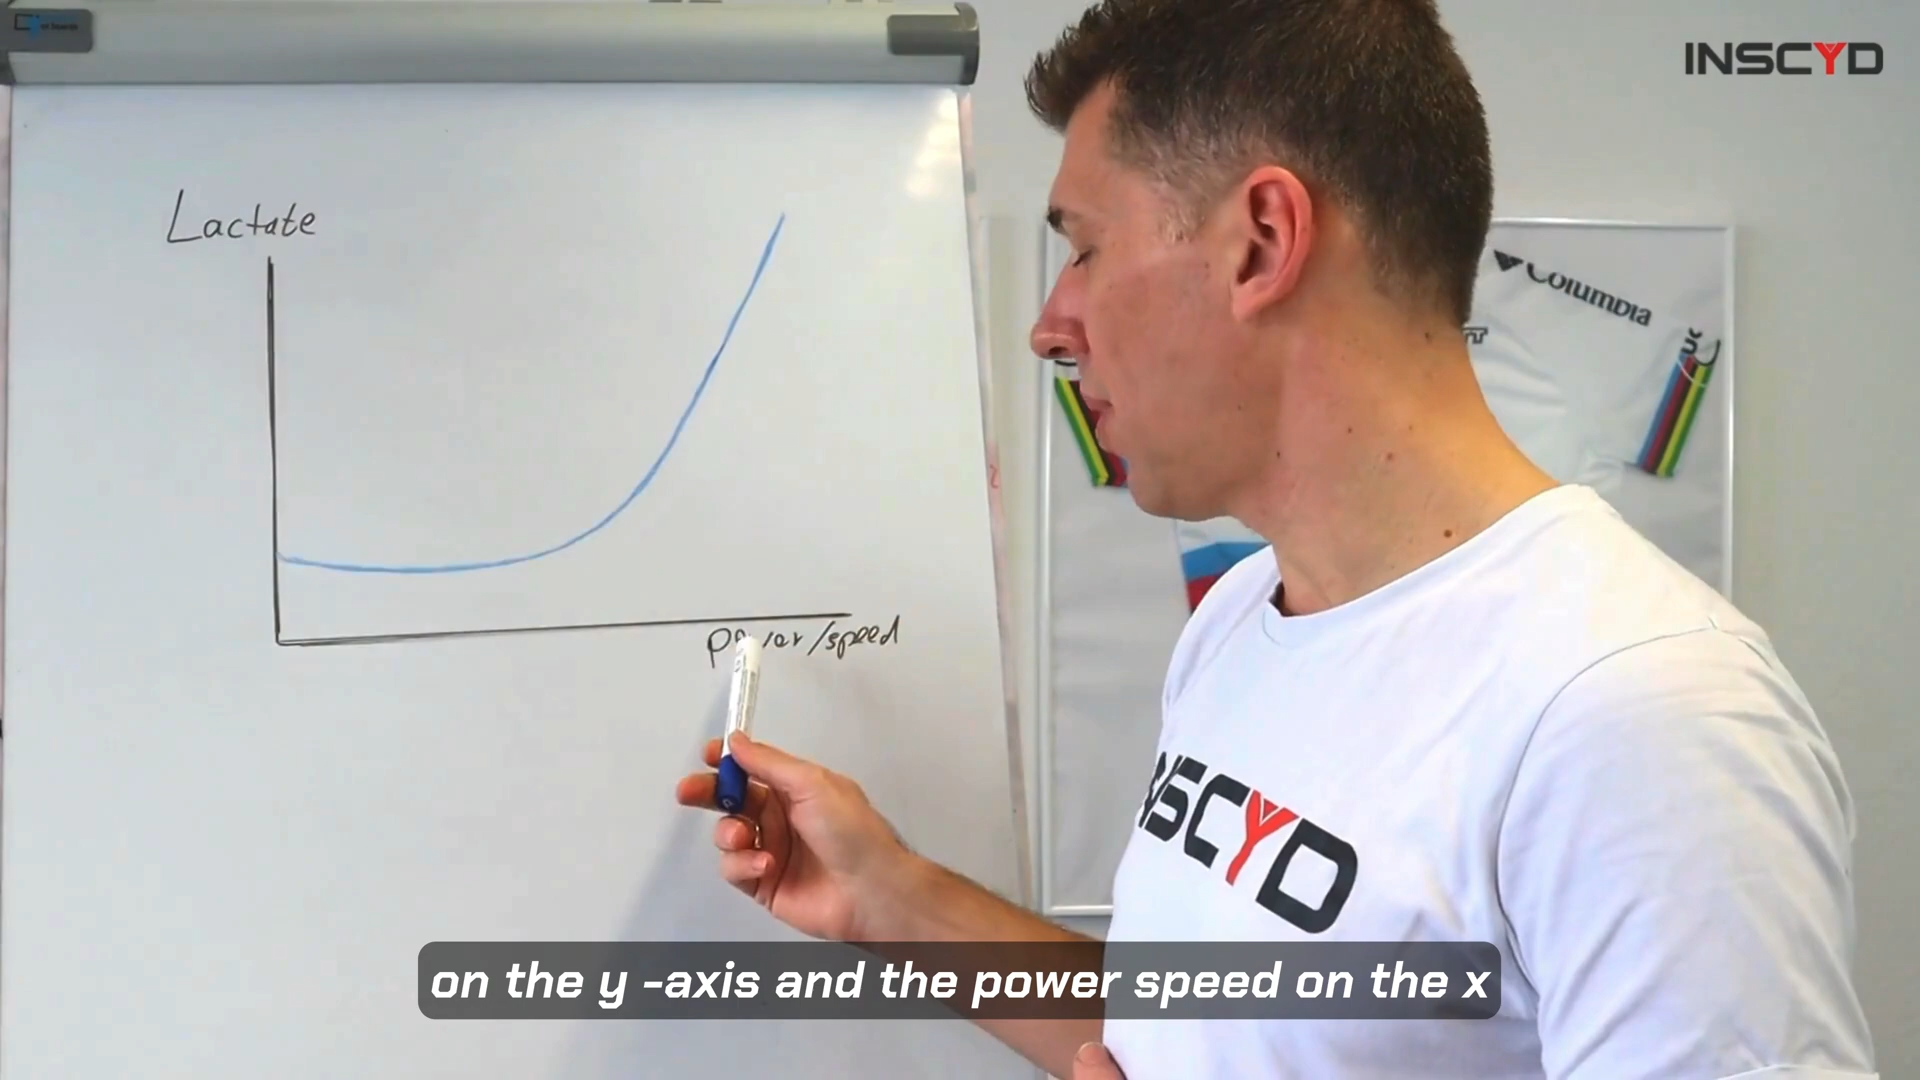 INSCYD
Lactate
Columbia
power/speed
INSCYD
on the y -axis and the power speed on the x